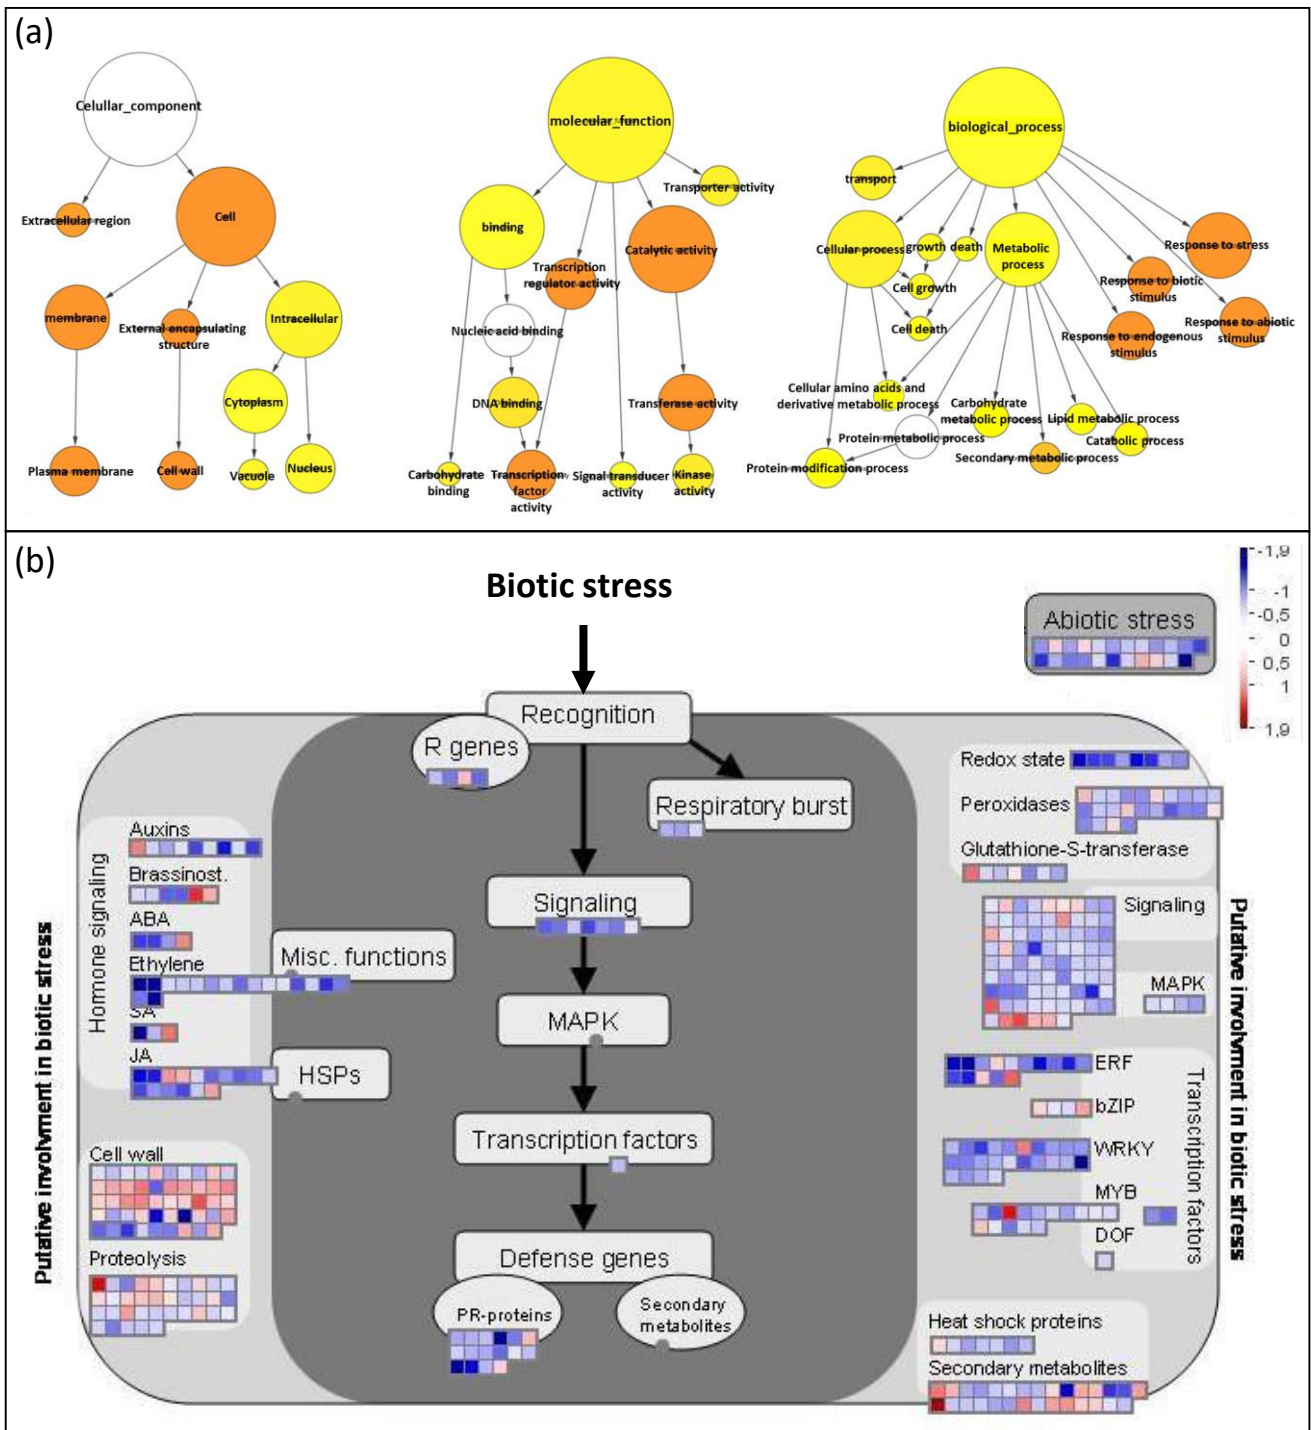 (a)
Celullar_component
Extracellular region
Cell
membrane
External encapsulating
structure
Intracellular
Cytoplasm
Plasma membrane
Cell wall
Vacuole
Nucleus
molecular_function
Transporter activity
binding
Catalytic activity
Transcription
regulator activity
Nucleic acid binding
DNA binding
Transferase activity
Carbohydrate
binding
Transcription
factor
activity
Signal transducer
activity
Kinase
activity
biological_process
transport
Cellular process
growth
death
Metabolic
process
Response to stress
Cell growth
Response to biotic
stimulus
Cell death
Response to endogenous
stimulus
Response to abiotic
stimulus
Cellular amino acids and
derivative metabolic process
Carbohydrate
metabolic process
Lipid metabolic process
Protein metabolic process
Catabolic process
Secondary metabolic process
Protein modification process
(b)
Biotic stress
-1,9
-1
-0,5
0
0,5
1
1,9
Abiotic stress
Recognition
R genes
Respiratory burst
Signaling
MAPK
Transcription factors
Defense genes
PR-proteins
Secondary
metabolites
Misc. functions
HSPs
Putative involvment in biotic stress
Hormone signaling
Auxins
Brassinost.
ABA
Ethylene
SA
JA
Cell wall
Proteolysis
Redox state
Peroxidases
Glutathione-S-transferase
Signaling
MAPK
ERF
bZIP
WRKY
MYB
DOF
Transcription factors
Heat shock proteins
Secondary metabolites
Putative involvment in biotic stress